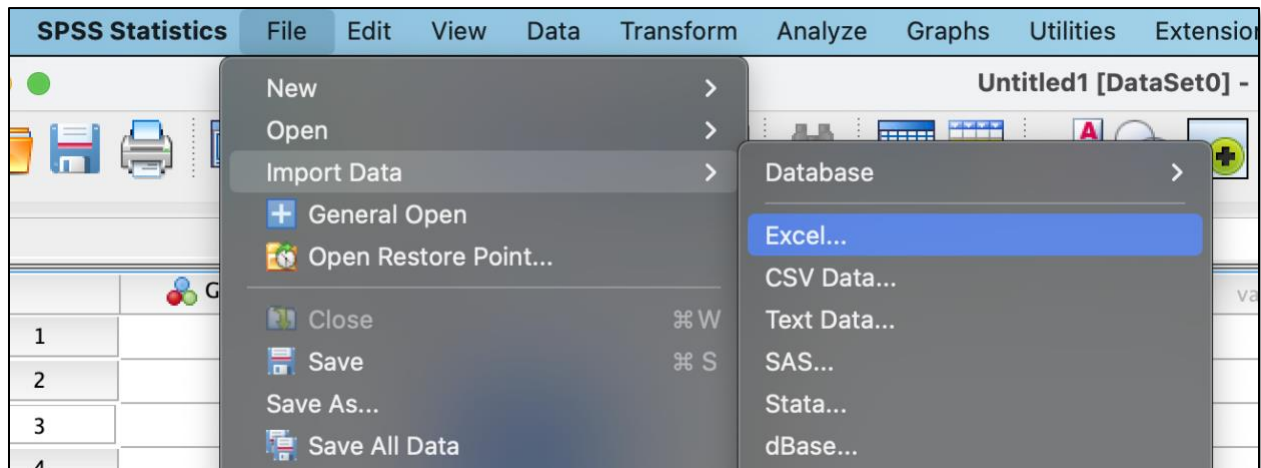 SPSS Statistics File Edit View Data Transform Analyze Graphs Utilities
Untitled1 [DataSet0] -
New
Open
Import Data
General Open
Open Restore Point...
Close ⌘ W
Save ⌘ S
Save As...
Save All Data
Database
Excel...
CSV Data...
Text Data...
SAS...
Stata...
dBase...
G
va
1
2
3
A